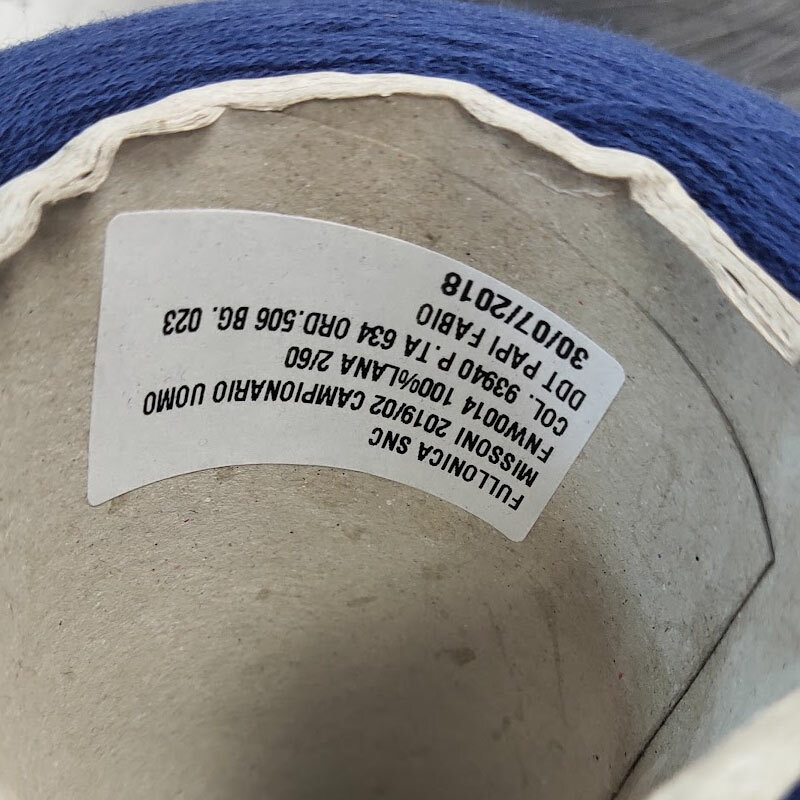 FULLONICA SNC
MISSONI 2019/02 CAMPIONARIO UOMO
FNW0014 100%LANA 2/60
COL. 93940 P.TA 634 ORD.506 BG. 023
DDT PAPI FABIO
30/07/2018